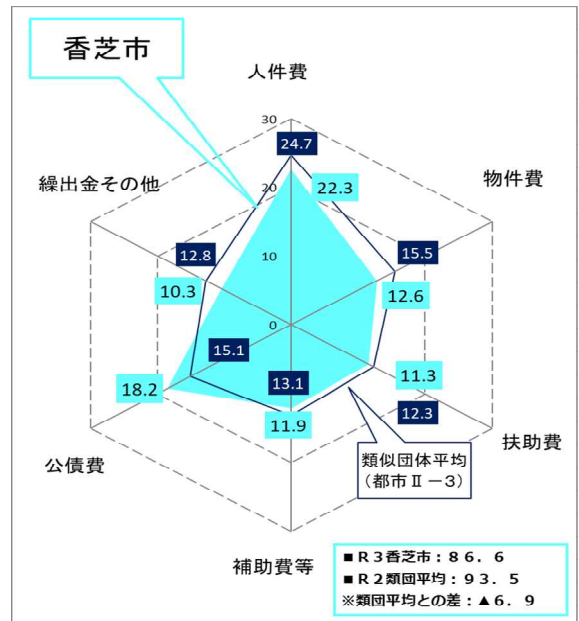 香芝市
人件費
30
24.7
繰出金その他
20
22.3
物件費
12.8
10
15.5
10.3
12.6
0
15.1
11.3
18.2
13.1
12.3
11.9
類似団体平均
(都市Ⅱ－3)
扶助費
公債費
補助費等
■R3香芝市：86．6
■R2類団平均：93．5
※類団平均との差：▲6．9